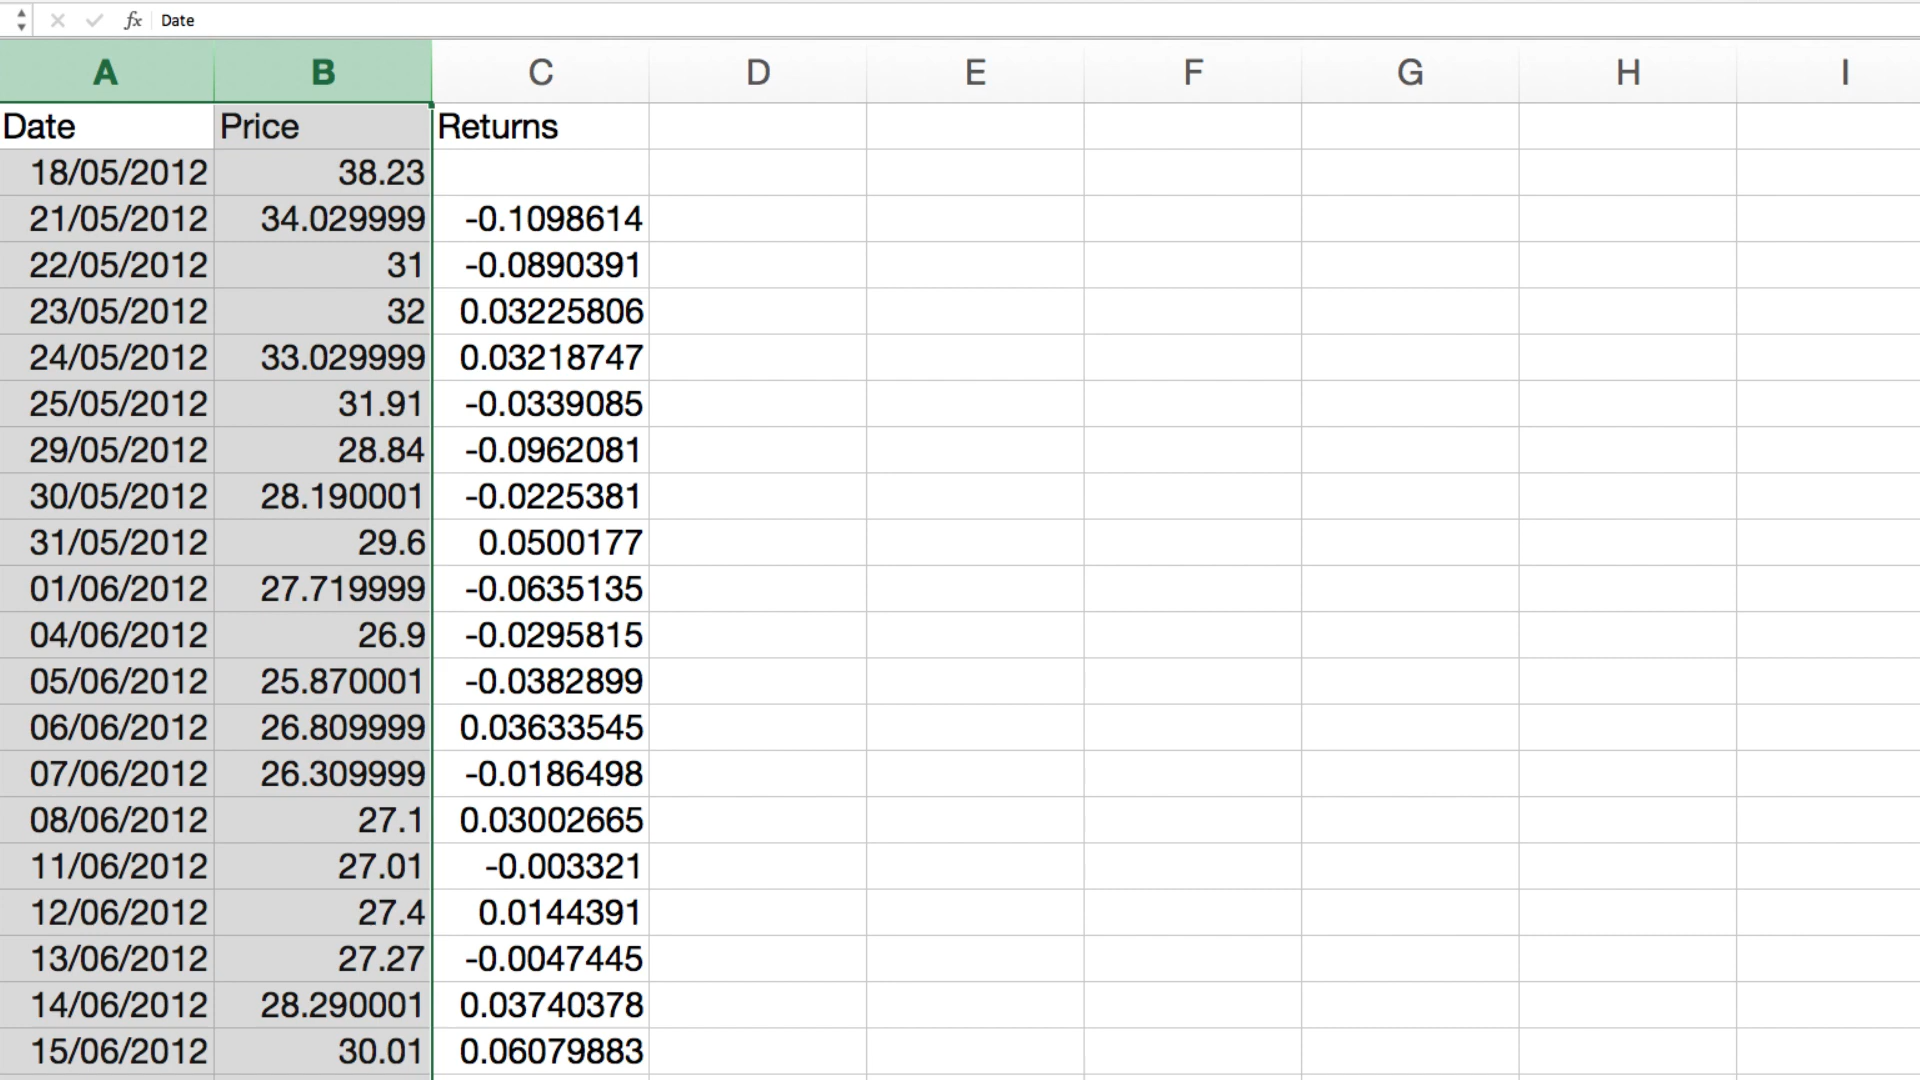 fx Date
A B C D E F G H I
Date Price Returns
18/05/2012 38.23
21/05/2012 34.029999 -0.1098614
22/05/2012 31 -0.0890391
23/05/2012 32 0.03225806
24/05/2012 33.029999 0.03218747
25/05/2012 31.91 -0.0339085
29/05/2012 28.84 -0.0962081
30/05/2012 28.190001 -0.0225381
31/05/2012 29.6 0.0500177
01/06/2012 27.719999 -0.0635135
04/06/2012 26.9 -0.0295815
05/06/2012 25.870001 -0.0382899
06/06/2012 26.809999 0.03633545
07/06/2012 26.309999 -0.0186498
08/06/2012 27.1 0.03002665
11/06/2012 27.01 -0.003321
12/06/2012 27.4 0.0144391
13/06/2012 27.27 -0.0047445
14/06/2012 28.290001 0.03740378
15/06/2012 30.01 0.06079883